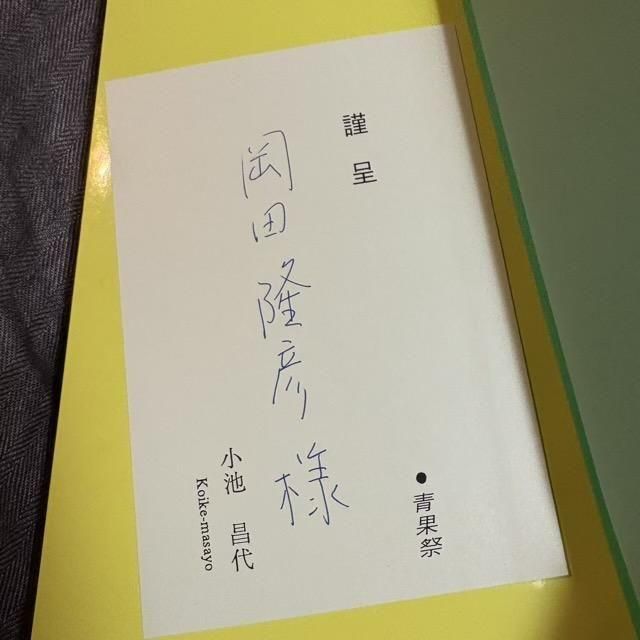 謹呈
岡田隆彦様
小池 昌代
Koike-masayo
●青果祭